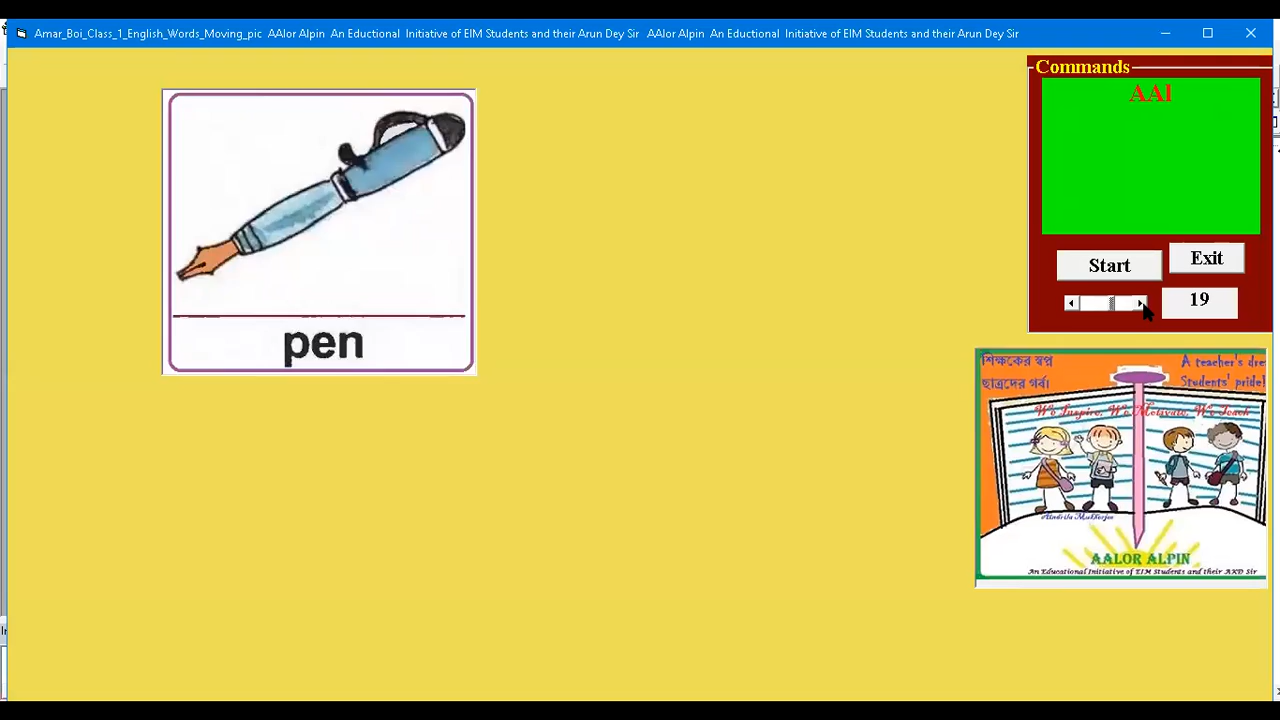 Amar_Boi_Class_1_English_Words_Moving_pic AAlor Alpin An Eductional Initiative of EIM Students and their Arun Dey Sir AAlor Alpin An Eductional Initiative of EIM Students and their Arun Dey Sir
Commands
AAl
Start
Exit
19
pen
শিক্ষকের স্বপ্ন
ছাত্রদের গর্ব।
A teacher's dre
Students' pride!
We Inspire, We Motivate, We Teach
Aindrila Mukherjee
AALOR ALPIN
An Educational Initiative of EIM Students and their AKD Sir